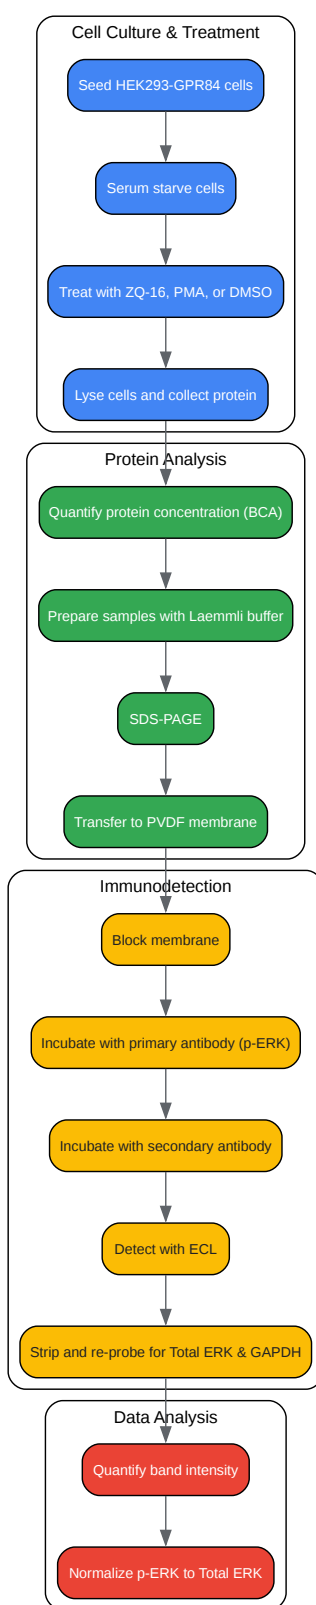 Cell Culture & Treatment
Seed HEK293-GPR84 cells
Serum starve cells
Treat with ZQ-16, PMA, or DMSO
Lyse cells and collect protein
Protein Analysis
Quantify protein concentration (BCA)
Prepare samples with Laemmli buffer
SDS-PAGE
Transfer to PVDF membrane
Immunodetection
Block membrane
Incubate with primary antibody (p-ERK)
Incubate with secondary antibody
Detect with ECL
Strip and re-probe for Total ERK & GAPDH
Data Analysis
Quantify band intensity
Normalize p-ERK to Total ERK